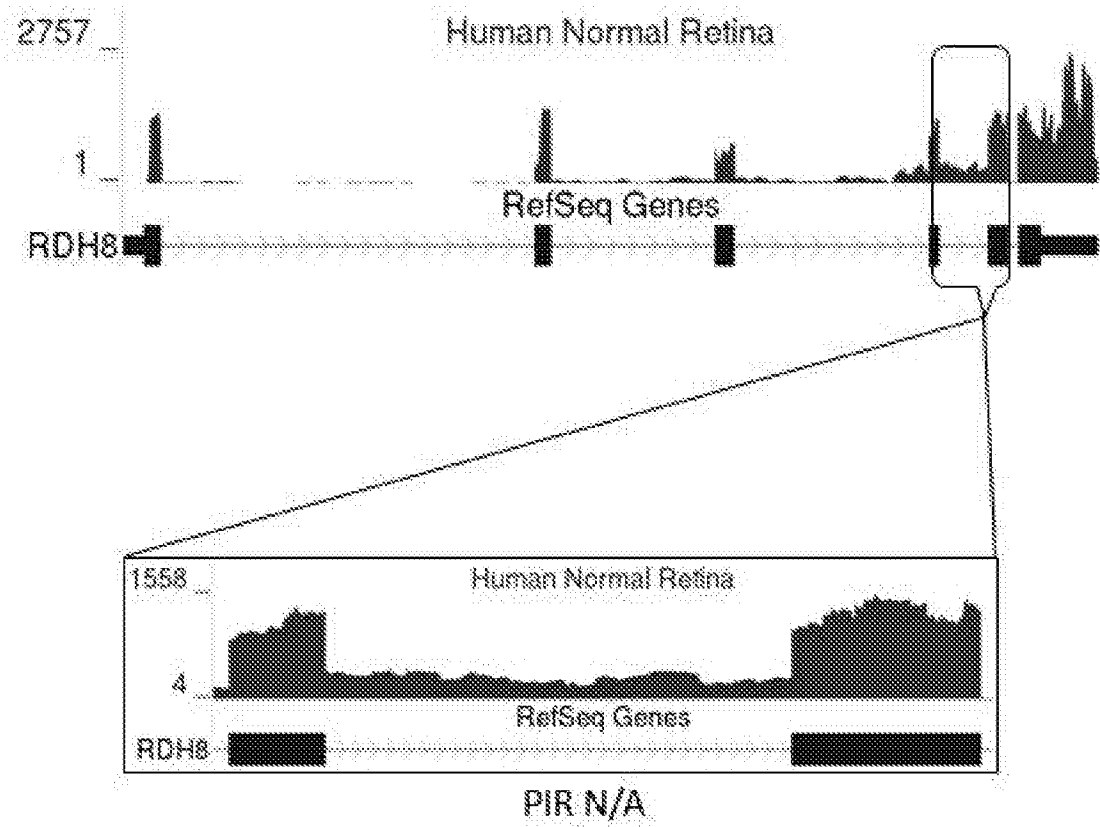 2757
Human Normal Retina
1
RefSeq Genes
RDH8
1558
Human Normal Retina
4
RefSeq Genes
RDH8
PIR N/A